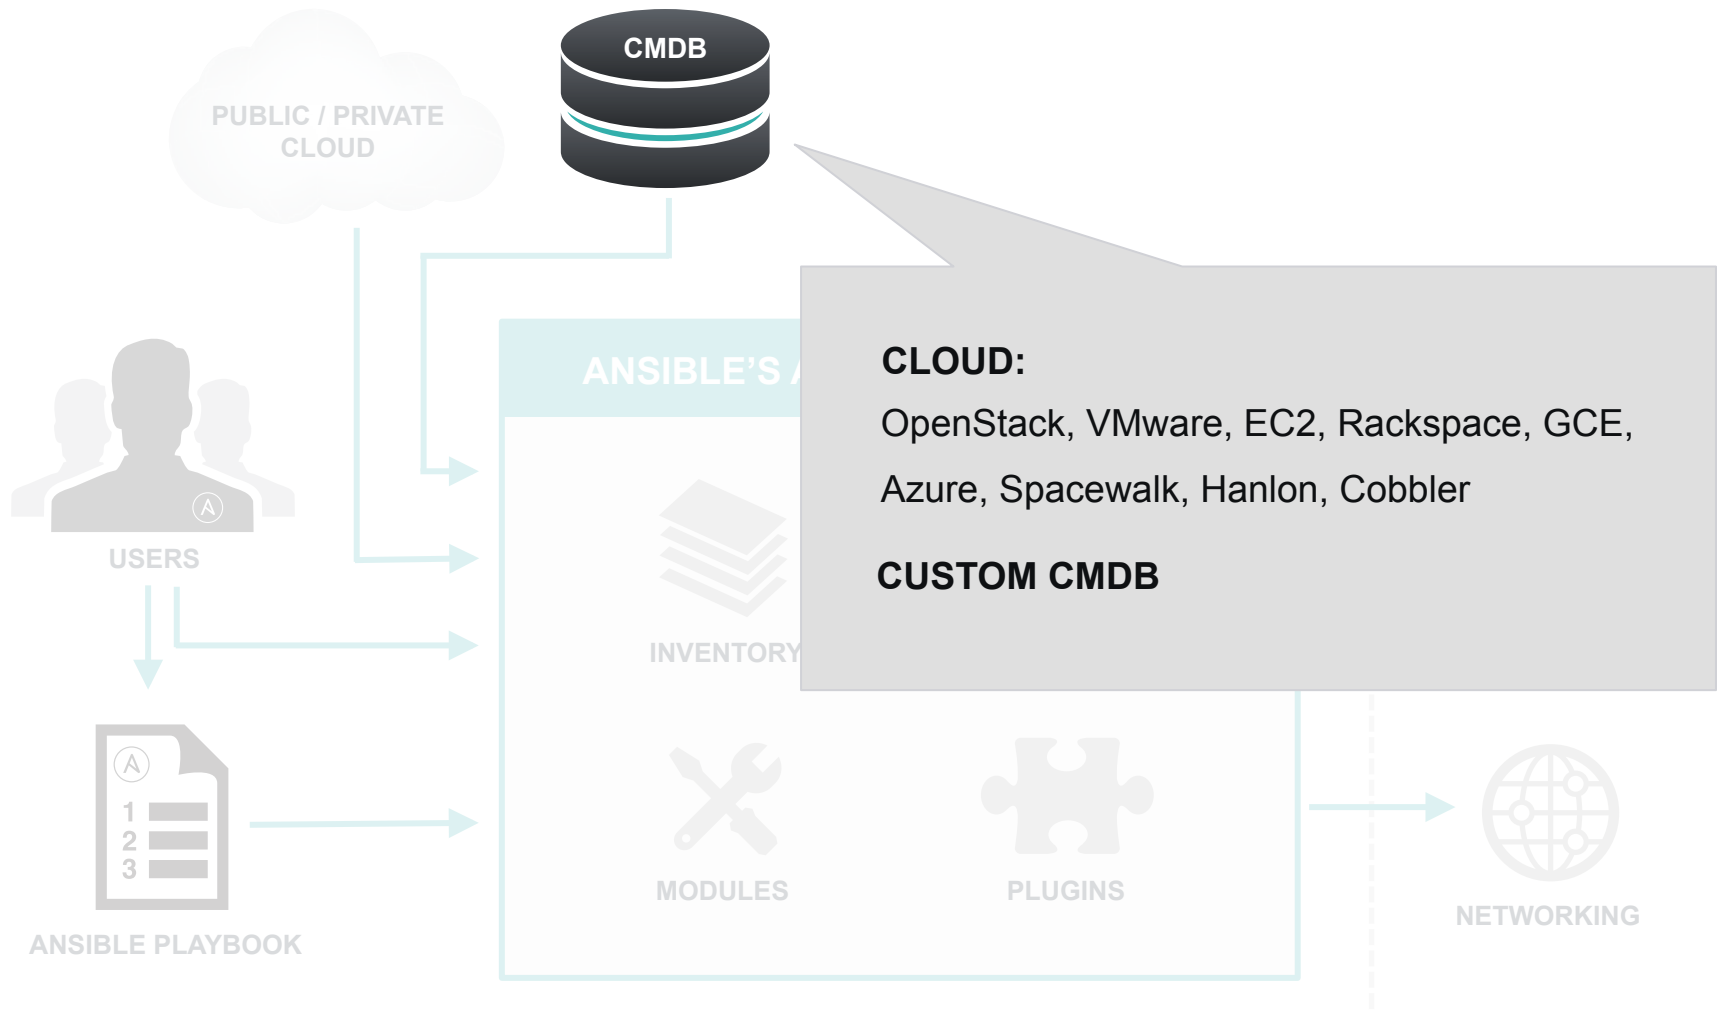 CMDB
PUBLIC / PRIVATE
CLOUD
ANSIBLE'S
CLOUD:
OpenStack, VMware, EC2, Rackspace, GCE,
Azure, Spacewalk, Hanlon, Cobbler
CUSTOM CMDB
USERS
INVENTORY
1
2
3
MODULES
PLUGINS
NETWORKING
ANSIBLE PLAYBOOK